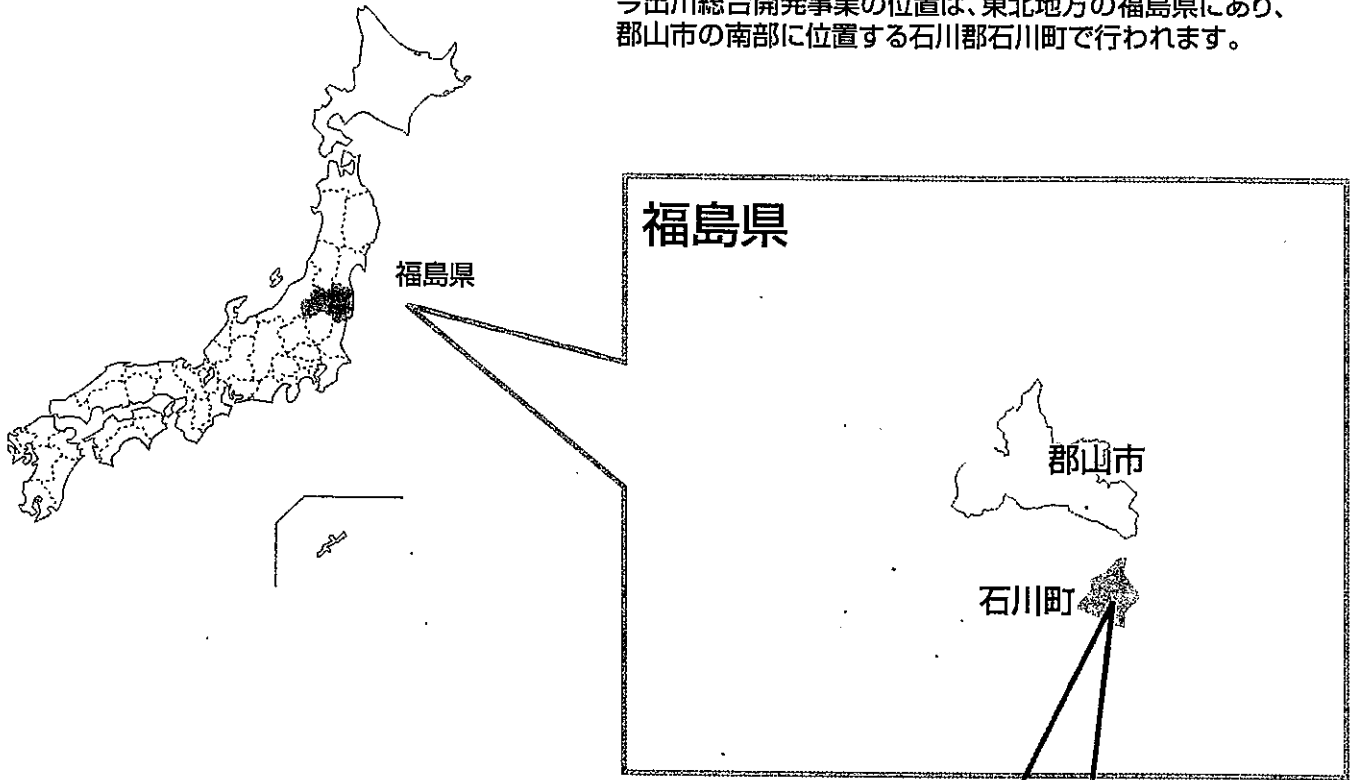 今出川総合開発事業の位置は、東北地方の福島県にあり、
郡山市の南部に位置する石川郡石川町で行われます。
福島県
福島県
郡山市
石川町